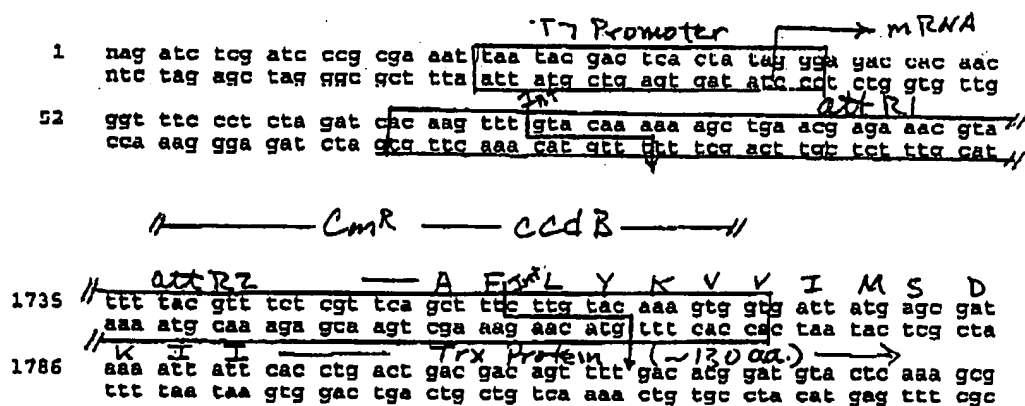 T7 Promoter mRNA
1 nag atc tcg atc ccg cga aat taa tac gac tca cta tag gga gac cac aac
ntc tag agc tag ggc gct tta att atg ctg agt gat atc cct ctg gtg ttg
Int attR1
52 ggt ttc cct cta gat cac aag ttt gta caa aaa agc tga acg aga aac gta
cca aag gga gat cta gtg ttc aaa cat gtt ttt tcg act tgc tct ttg cat
CmR ccdB
attR2 A F Int L Y K V V I M S D
1735 ttt tac gtt tct cgt tca gct ttc ttg tac aaa gtg gtg att atg agc gat
aaa atg caa aga gca agt cga aag aac atg ttt cac cac taa tac tcg cta
K I I Trx Protein (~120 aa.)
1786 aaa att att cac ctg act gac gac agt ttt gac acg gat gta ctc aaa gcg
ttt taa taa gtg gac tga ctg ctg tca aaa ctg tgc cta cat gag ttt cgc